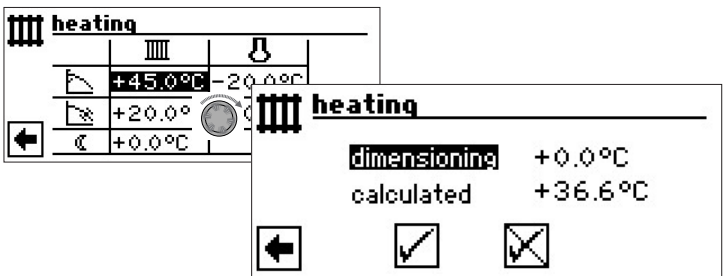 heating
+45.0°C -20.0°C
+20.0°
+0.0°C
heating
dimensioning +0.0°C
calculated +36.6°C